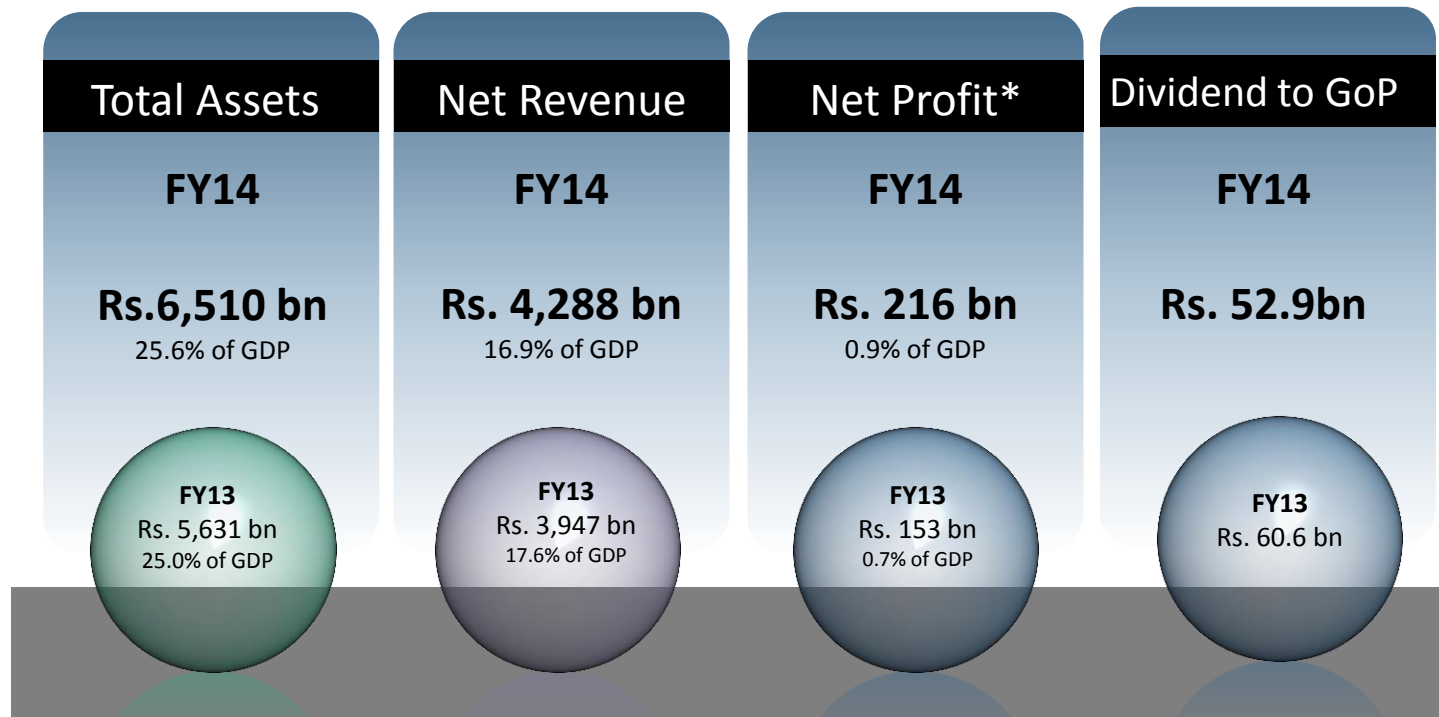 Total Assets
FY14
Rs.6,510 bn
25.6% of GDP
FY13
Rs. 5,631 bn
25.0% of GDP
Net Revenue
FY14
Rs. 4,288 bn
16.9% of GDP
FY13
Rs. 3,947 bn
17.6% of GDP
Net Profit*
FY14
Rs. 216 bn
0.9% of GDP
FY13
Rs. 153 bn
0.7% of GDP
Dividend to GoP
FY14
Rs. 52.9bn
FY13
Rs. 60.6 bn